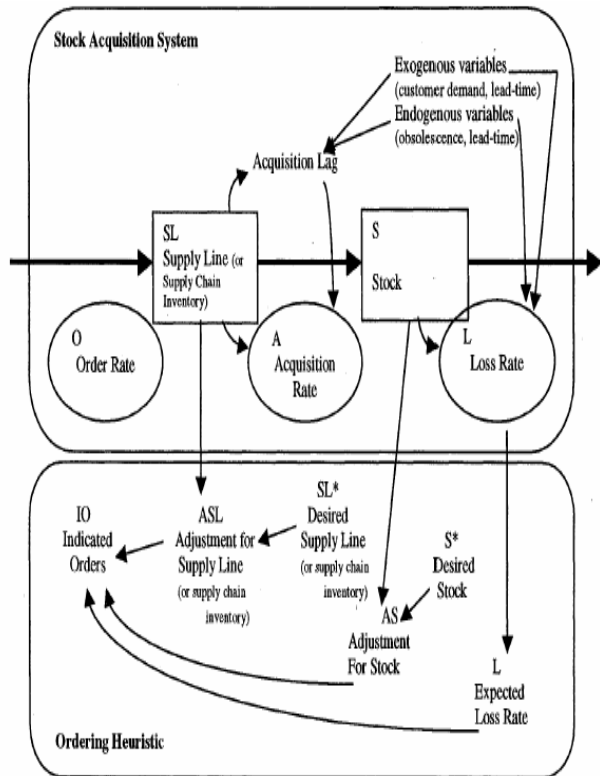 Stock Acquisition System
Exogenous variables
(customer demand, lead-time)
Endogenous variables
(obsolescence, lead-time)
Acquisition Lag
SL
Supply Line (or
Supply Chain
Inventory)
S
Stock
O
Order Rate
A
Acquisition
Rate
L
Loss Rate
IO
Indicated
Orders
ASL
Adjustment for
Supply Line
(or supply chain
inventory)
SL*
Desired
Supply Line
(or supply chain
inventory)
S*
Desired
Stock
AS
Adjustment
For Stock
L
Expected
Loss Rate
Ordering Heuristic